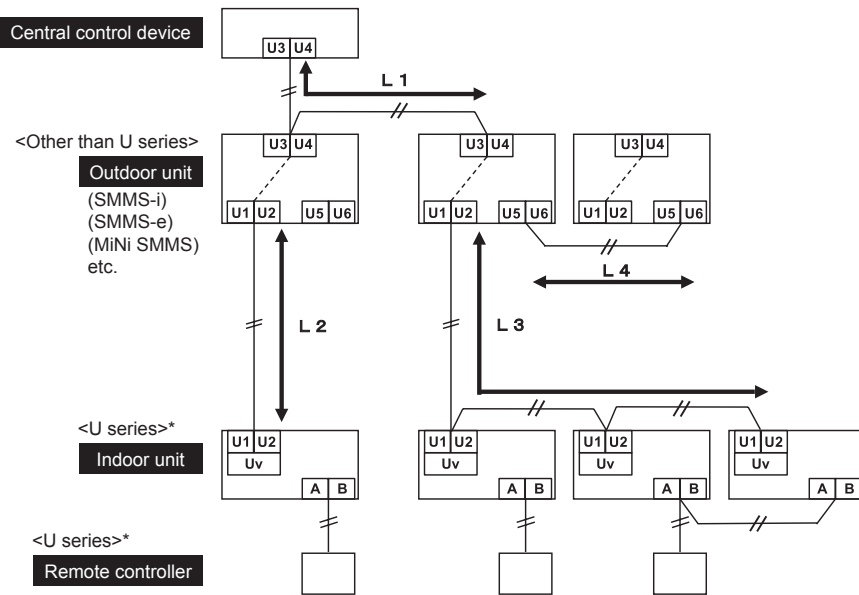 Central control device
U3 U4
L 1
<Other than U series>
U3 U4 U3 U4 U3 U4
Outdoor unit
(SMMS-i)
(SMMS-e)
(MiNi SMMS)
etc.
U1 U2 U5 U6 U1 U2 U5 U6 U1 U2 U5 U6
L 4
L 2 L 3
<U series>*
Indoor unit
U1 U2 U1 U2 U1 U2 U1 U2
Uv Uv Uv Uv
A B A B A B A B
<U series>*
Remote controller